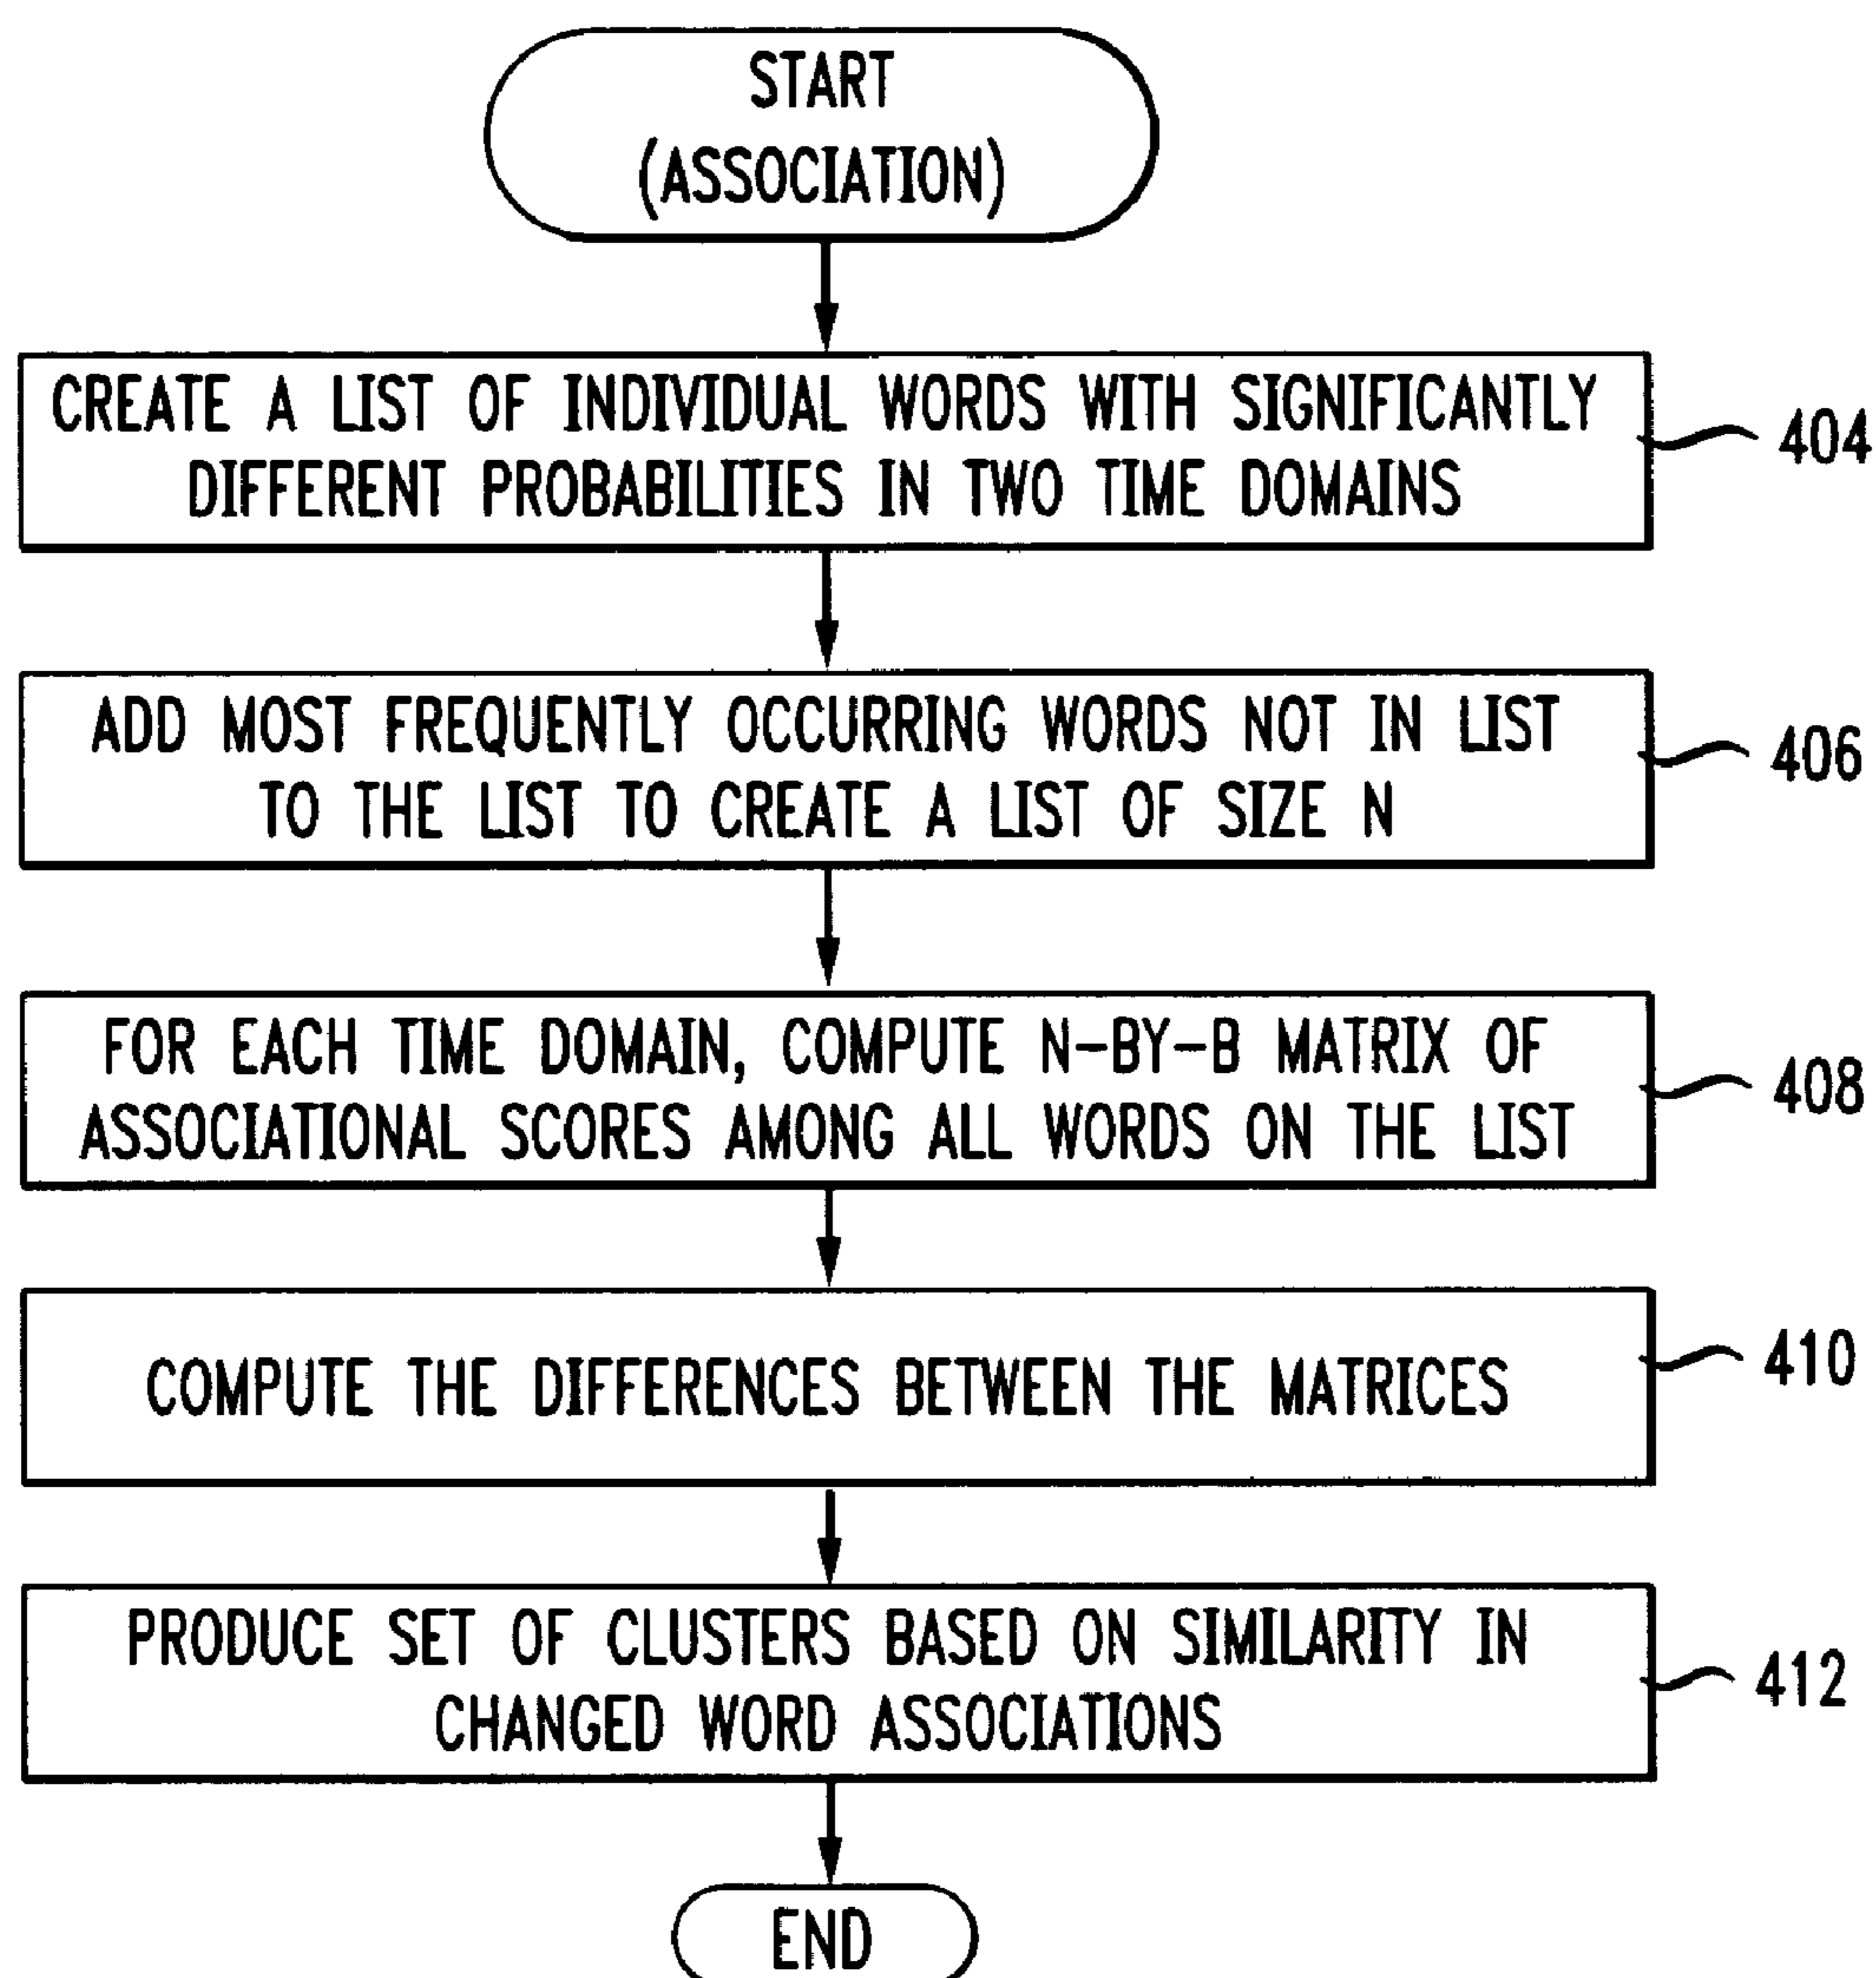 START
(ASSOCIATION)
CREATE A LIST OF INDIVIDUAL WORDS WITH SIGNIFICANTLY
DIFFERENT PROBABILITIES IN TWO TIME DOMAINS
404
ADD MOST FREQUENTLY OCCURRING WORDS NOT IN LIST
TO THE LIST TO CREATE A LIST OF SIZE N
406
FOR EACH TIME DOMAIN, COMPUTE N-BY-B MATRIX OF
ASSOCIATIONAL SCORES AMONG ALL WORDS ON THE LIST
408
COMPUTE THE DIFFERENCES BETWEEN THE MATRICES
410
PRODUCE SET OF CLUSTERS BASED ON SIMILARITY IN
CHANGED WORD ASSOCIATIONS
412
END